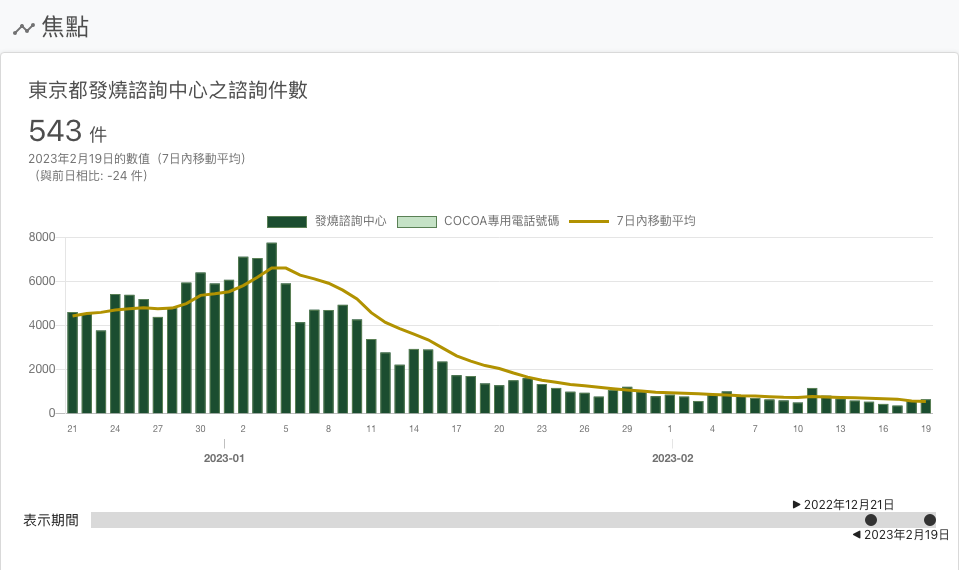 焦點
東京都發燒諮詢中心之諮詢件數
543 件
2023年2月19日的數值（7日內移動平均）
（與前日相比: -24 件）
發燒諮詢中心 COCOA專用電話號碼 7日內移動平均
8000
6000
4000
2000
0
21 24 27 30 2 5 8 11 14 17 20 23 26 29 1 4 7 10 13 16 19
2023-01 2023-02
► 2022年12月21日
表示期間
◄ 2023年2月19日